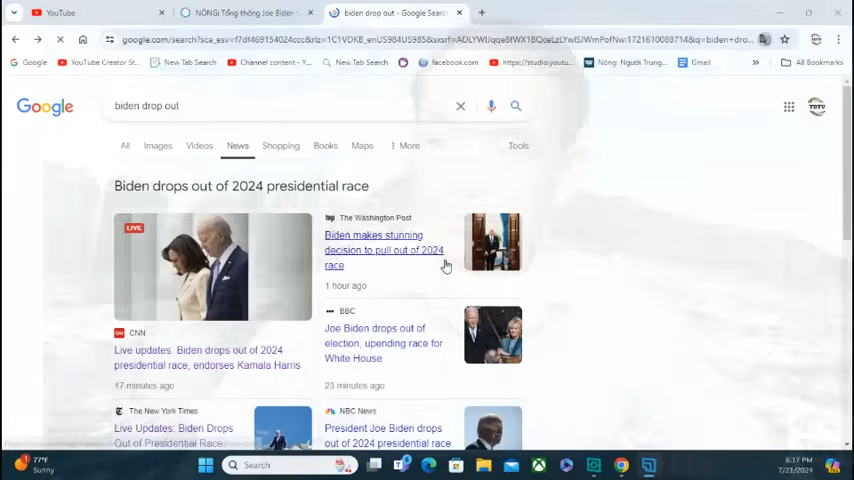 YouTube
NÓNG: Tổng thống Joe Biden t
biden drop out - Google Searc
google.com/search?sca_esv=f7df469154024ccc&rlz=1C1VDKB_enUS984US985&sxsrf=
biden+dro...
Google
YouTube Creator St...
New Tab Search
Channel content - Y...
New Tab Search
facebook.com
https://studio.youtu...
Nóng: Người Trung...
Gmail
»
All Bookmarks
Google
biden drop out
TDTV
All
Images
Videos
News
Shopping
Books
Maps
More
Tools
Biden drops out of 2024 presidential race
LIVE
CNN
Live updates: Biden drops out of 2024
presidential race, endorses Kamala Harris
17 minutes ago
The Washington Post
Biden makes stunning
decision to pull out of 2024
race
1 hour ago
BBC
Joe Biden drops out of
election, upending race for
White House
23 minutes ago
The New York Times
Live Updates: Biden Drops
Out of Presidential Race,
NBC News
President Joe Biden drops
out of 2024 presidential race
77°F
Sunny
Search
6:17 PM
7/21/2024